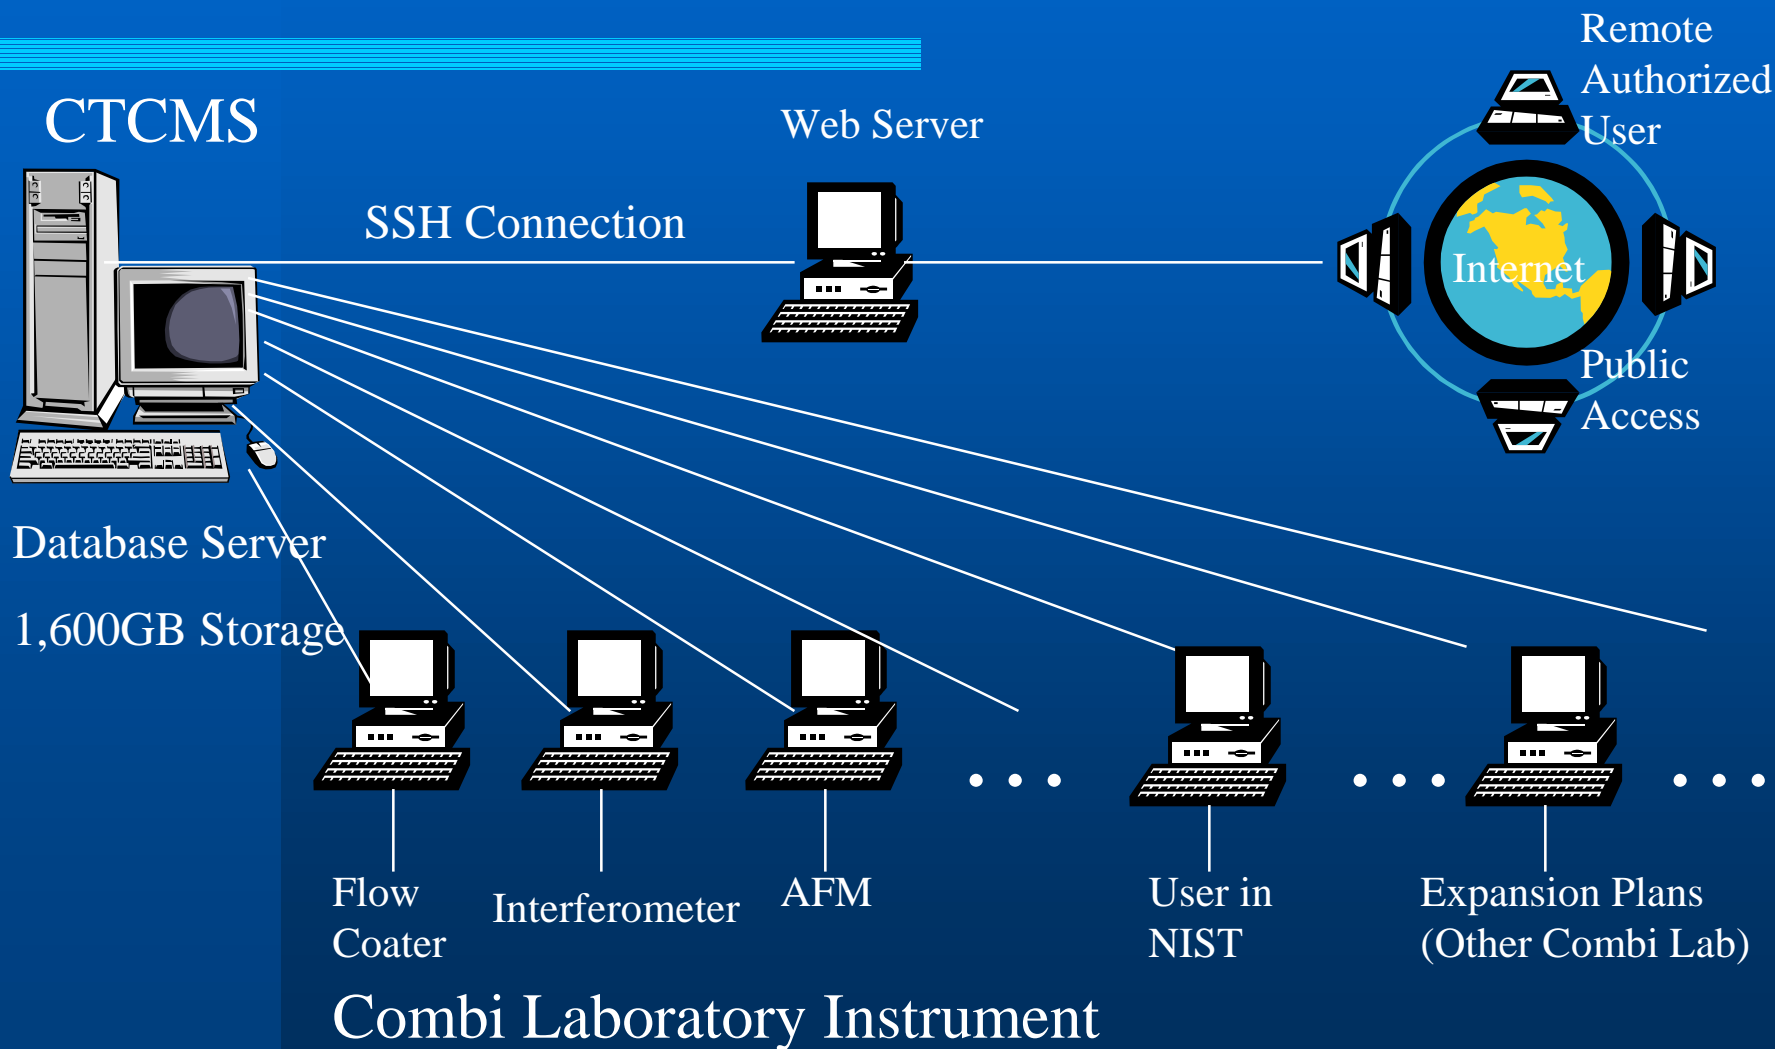 Remote
Authorized
User
CTCMS
Web Server
SSH Connection
Internet
Public
Access
Database Server
1,600GB Storage
Flow
Coater
Interferometer
AFM
User in
NIST
Expansion Plans
(Other Combi Lab)
Combi Laboratory Instrument